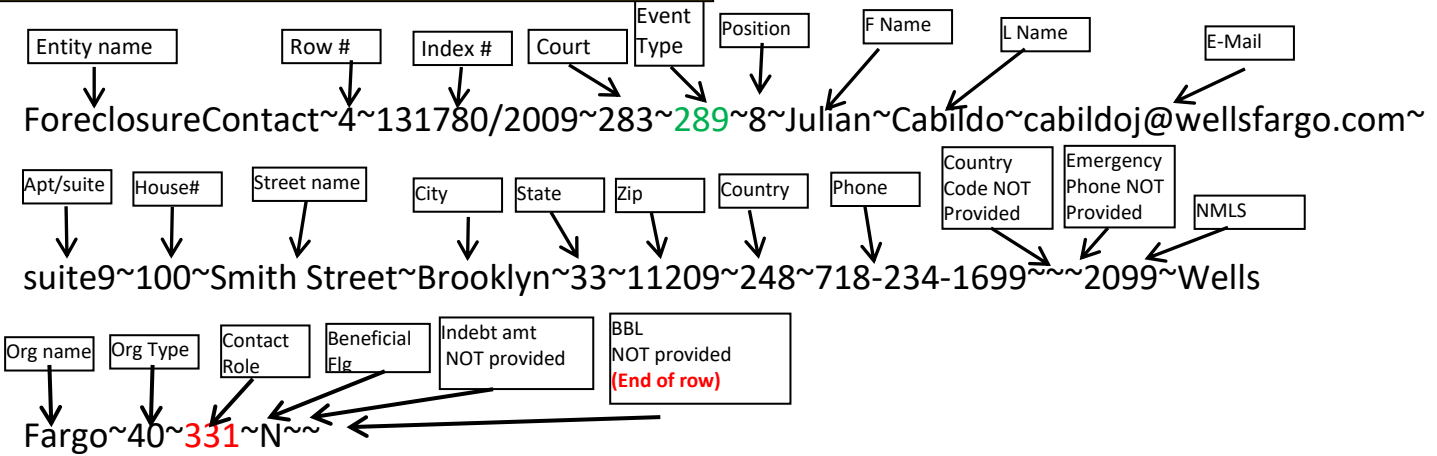 Entity name
Row #
Index #
Court
Event
Type
Position
F Name
L Name
E-Mail
ForeclosureContact~4~131780/2009~283~289~8~Julian~Cabildo~cabildoj@wellsfargo.com~
Apt/suite
House#
Street name
City
State
Zip
Country
Phone
Country
Code NOT
Provided
Emergency
Phone NOT
Provided
NMLS
suite9~100~Smith Street~Brooklyn~33~11209~248~718-234-1699~~~2099~Wells
Org name
Org Type
Contact
Role
Beneficial
Flg
Indebt amt
NOT provided
BBL
NOT provided
(End of row)
Fargo~40~331~N~~